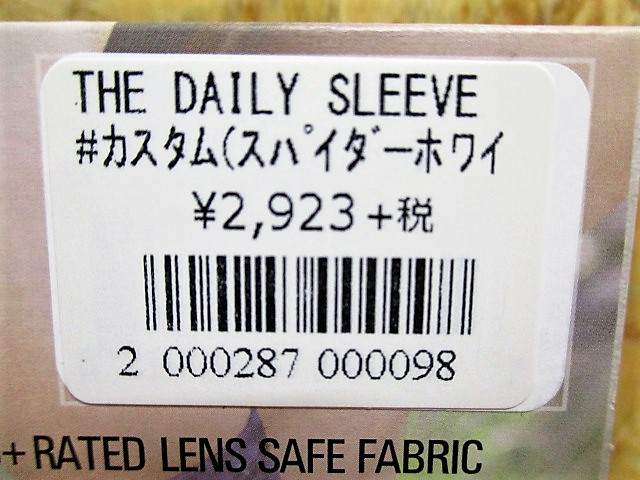 THE DAILY SLEEVE
#ｶｽﾀﾑ(ｽﾊﾟｲﾀﾞｰﾎﾜｲ
¥2,923+税
2 000287 000098
+ RATED LENS SAFE FABRIC